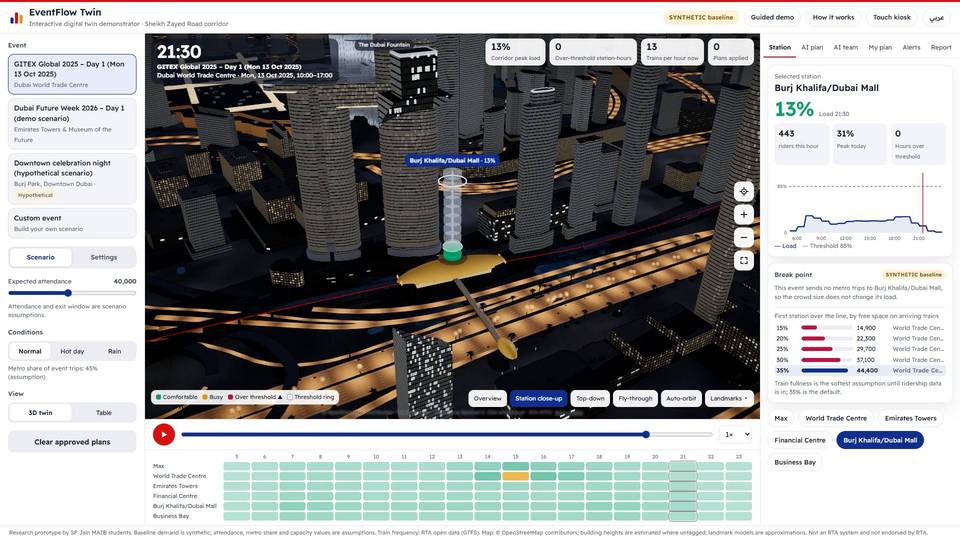 EventFlow Twin
Interactive digital twin demonstrator · Sheikh Zayed Road corridor
SYNTHETIC baseline
Guided demo
How it works
Touch kiosk
عربي
Event
GITEX Global 2025 – Day 1 (Mon
13 Oct 2025)
Dubai World Trade Centre
Dubai Future Week 2026 – Day 1
(demo scenario)
Emirates Towers & Museum of the
Future
Downtown celebration night
(hypothetical scenario)
Burj Park, Downtown Dubai ·
Hypothetical
Custom event
Build your own scenario
Scenario
Settings
Expected attendance 40,000
Attendance and exit window are scenario
assumptions.
Conditions
Normal
Hot day
Rain
Metro share of event trips: 45%
(assumption)
View
3D twin
Table
Clear approved plans
21:30
GITEX Global 2025 – Day 1 (Mon 13 Oct 2025)
Dubai World Trade Centre · Mon, 13 Oct 2025, 10:00–17:00
The Dubai Fountain
13%
Corridor peak load
0
Over-threshold station-hours
13
Trains per hour now
0
Plans applied
Burj Khalifa/Dubai Mall · 13%
Comfortable
Busy
Over threshold ▲
Threshold ring
Overview
Station close-up
Top-down
Fly-through
Auto-orbit
Landmarks
1×
5 6 7 8 9 10 11 12 13 14 15 16 17 18 19 20 21 22 23
Max
World Trade Centre
Emirates Towers
Financial Centre
Burj Khalifa/Dubai Mall
Business Bay
Station
AI plan
AI team
My plan
Alerts
Report
Selected station
Burj Khalifa/Dubai Mall
13% Load 21:30
443
riders this hour
31%
Peak today
0
Hours over
threshold
85%
0
6:00 9:00 12:00 15:00 18:00 21:00
— Load --- Threshold 85%
Break point
SYNTHETIC baseline
This event sends no metro trips to Burj Khalifa/Dubai Mall,
so the crowd size does not change its load.
First station over the line, by free space on arriving trains
15% 14,900 World Trade Cen...
20% 22,300 World Trade Cen...
25% 29,700 World Trade Cen...
30% 37,100 World Trade Cen...
35% 44,400 World Trade Ce...
Train fullness is the softest assumption until ridership data
is in; 35% is the default.
Max
World Trade Centre
Emirates Towers
Financial Centre
Burj Khalifa/Dubai Mall
Business Bay
Research prototype by SP Jain MAIB students. Baseline demand is synthetic; attendance, metro share and capacity values are assumptions. Train frequency: RTA open data (GTFS). Map: © OpenStreetMap contributors; building heights are estimated where untagged; landmark models are approximations. Not an RTA system and not endorsed by RTA.